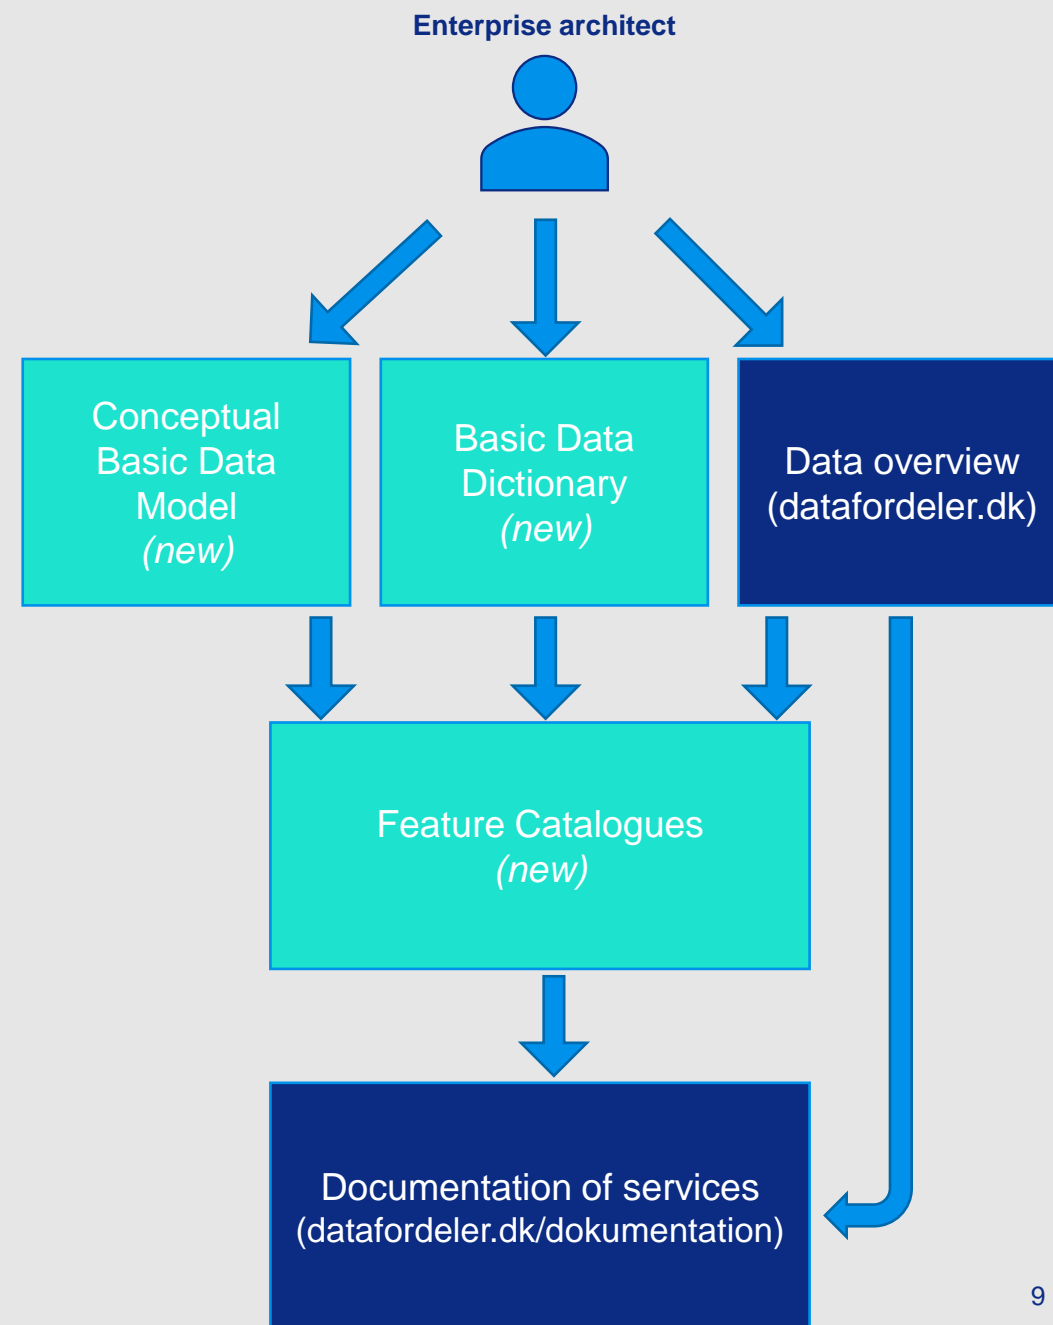 Enterprise architect
Conceptual
Basic Data
Model
(new)
Basic Data
Dictionary
(new)
Data overview
(datafordeler.dk)
Feature Catalogues
(new)
Documentation of services
(datafordeler.dk/dokumentation)
9